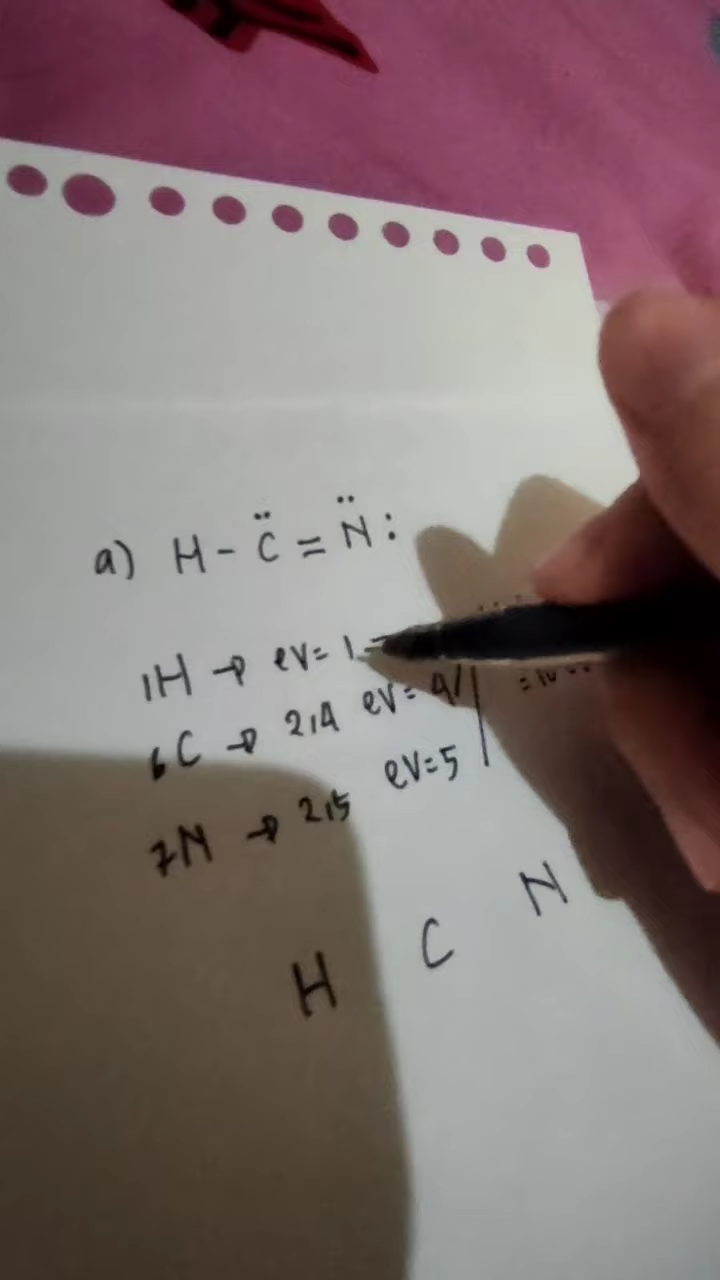 a) H - C̈ = N̈ :
1H → ev= 1
6C → 2,4 ev= 4
7N → 2,5 ev=5
H C N